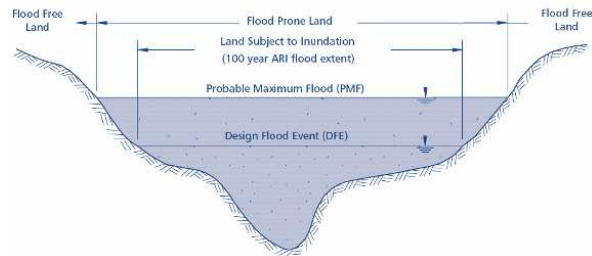 Flood Free
Land
Flood Prone Land
Flood Free
Land
Land Subject to Inundation
(100 year ARI flood extent)
Probable Maximum Flood (PMF)
Design Flood Event (DFE)